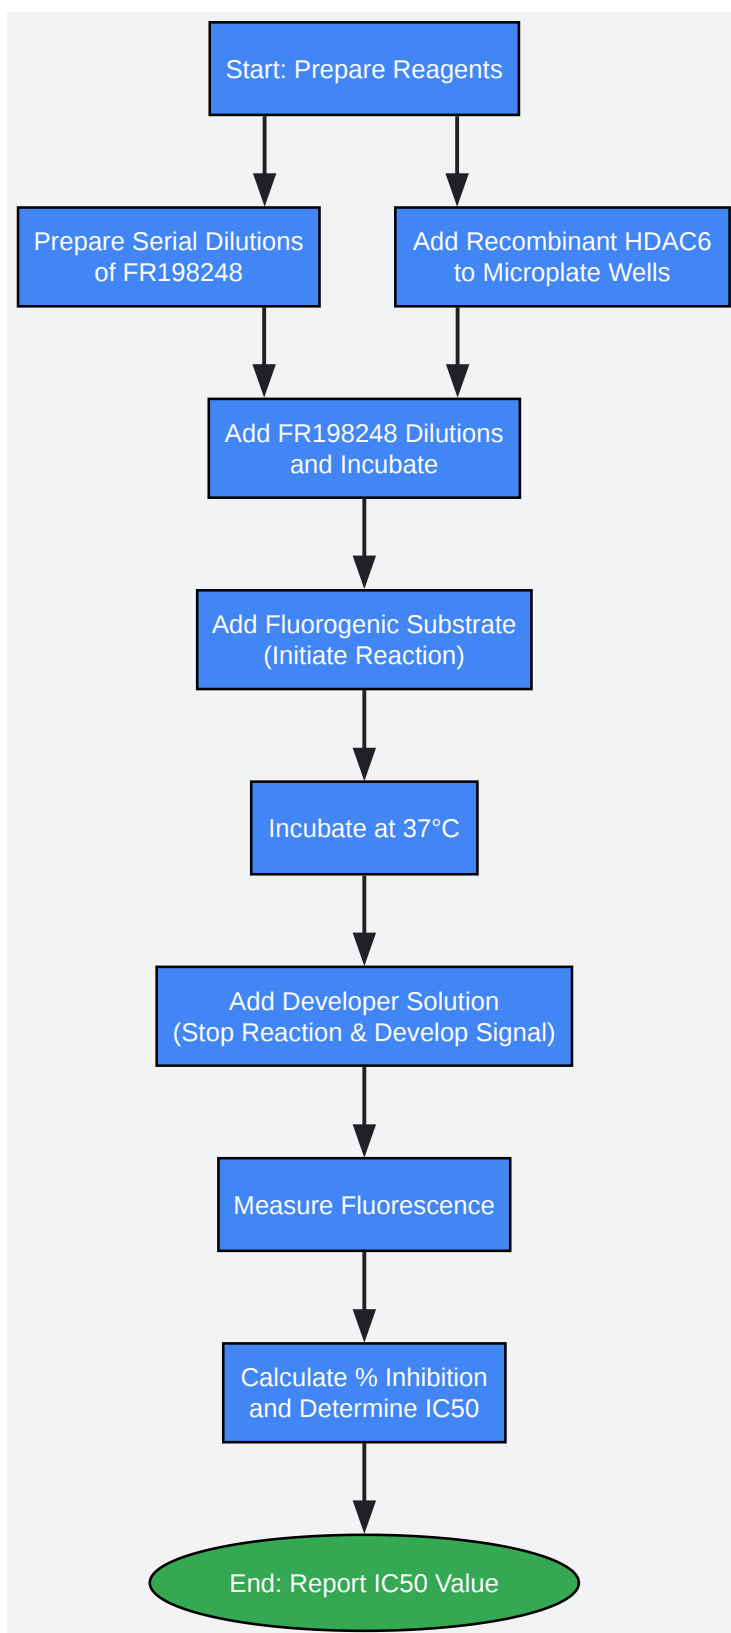 Start: Prepare Reagents
Prepare Serial Dilutions
of FR198248
Add Recombinant HDAC6
to Microplate Wells
Add FR198248 Dilutions
and Incubate
Add Fluorogenic Substrate
(Initiate Reaction)
Incubate at 37°C
Add Developer Solution
(Stop Reaction & Develop Signal)
Measure Fluorescence
Calculate % Inhibition
and Determine IC50
End: Report IC50 Value